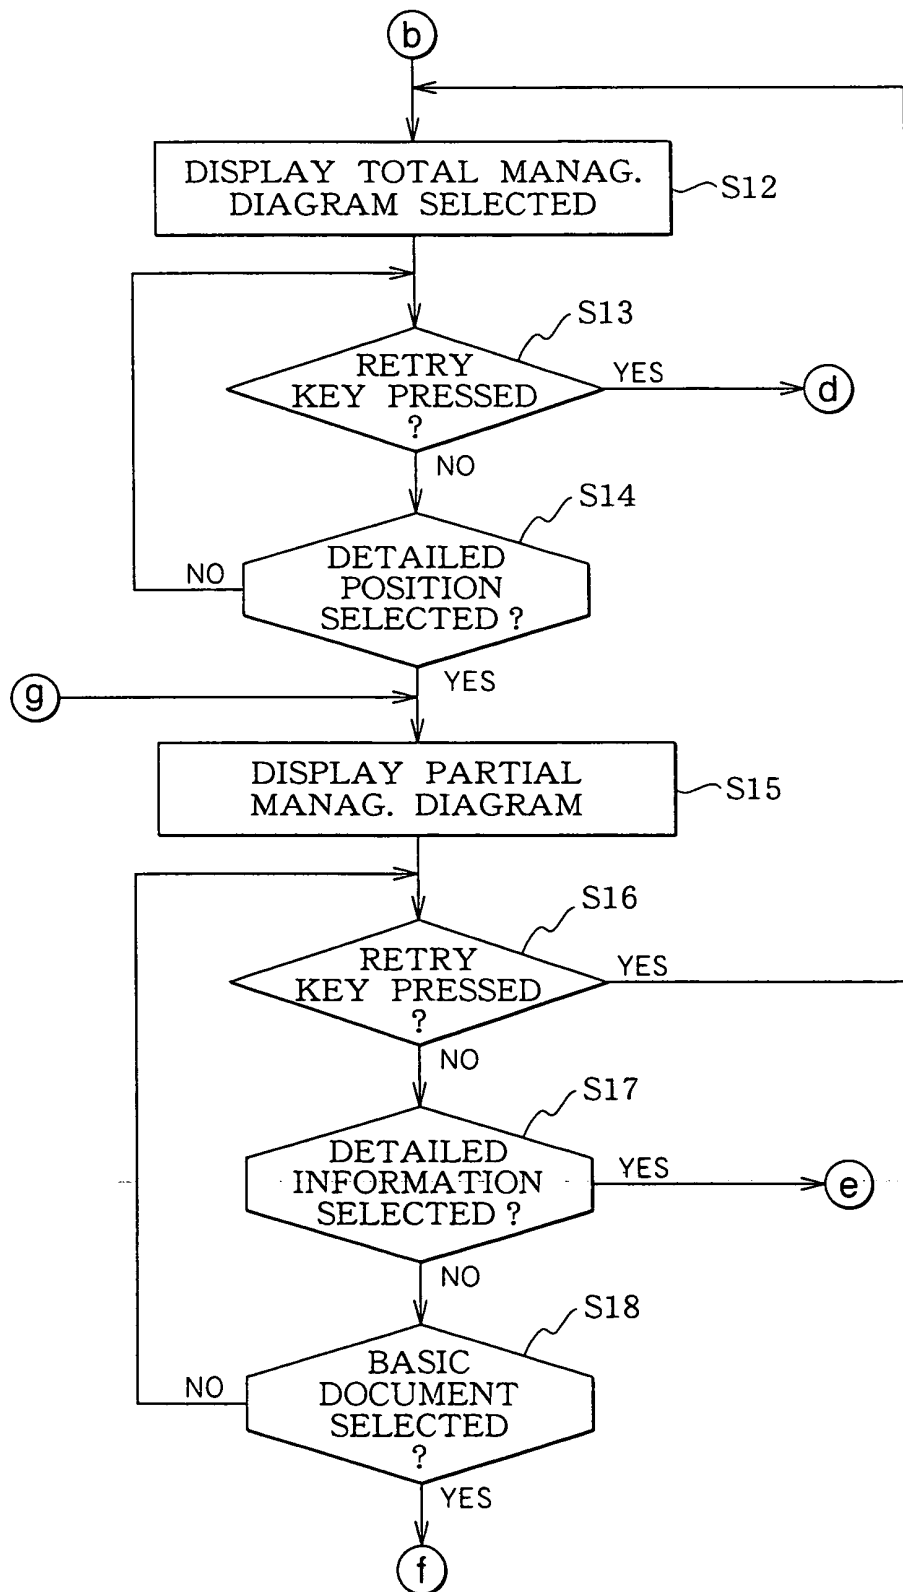 b
DISPLAY TOTAL MANAG.
DIAGRAM SELECTED
S12
S13
RETRY
KEY PRESSED
?
YES
d
NO
S14
DETAILED
POSITION
SELECTED ?
NO
YES
g
DISPLAY PARTIAL
MANAG. DIAGRAM
S15
S16
RETRY
KEY PRESSED
?
YES
NO
S17
DETAILED
INFORMATION
SELECTED ?
YES
e
NO
S18
BASIC
DOCUMENT
SELECTED
?
NO
YES
f